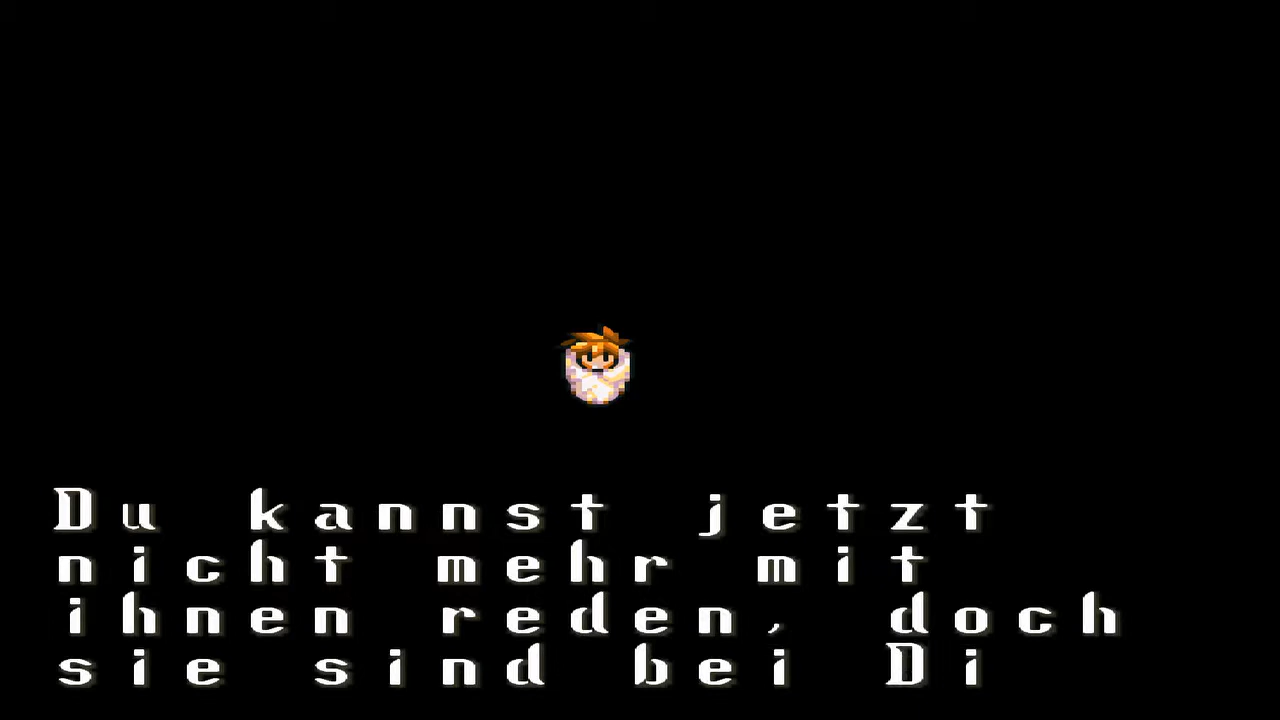 Du kannst jetzt
nicht mehr mit
ihnen reden, doch
sie sind bei Di